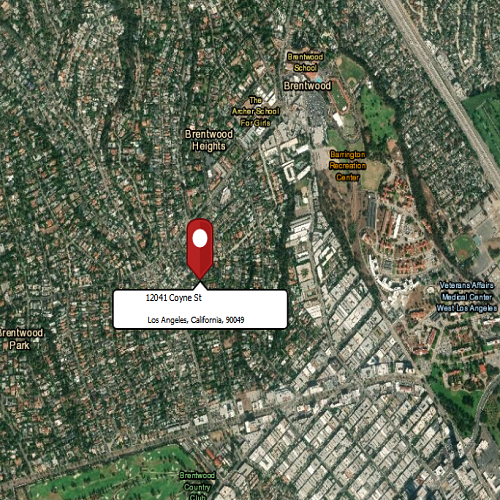 Brentwood
School
Brentwood
The
Archer School
For Girls
Brentwood
Heights
Barrington
Recreation
Center
12041 Coyne St
Los Angeles, California, 90049
Veterans Affairs
Medical Center
West Los Angeles
Brentwood
Park
Brentwood
Country
Club